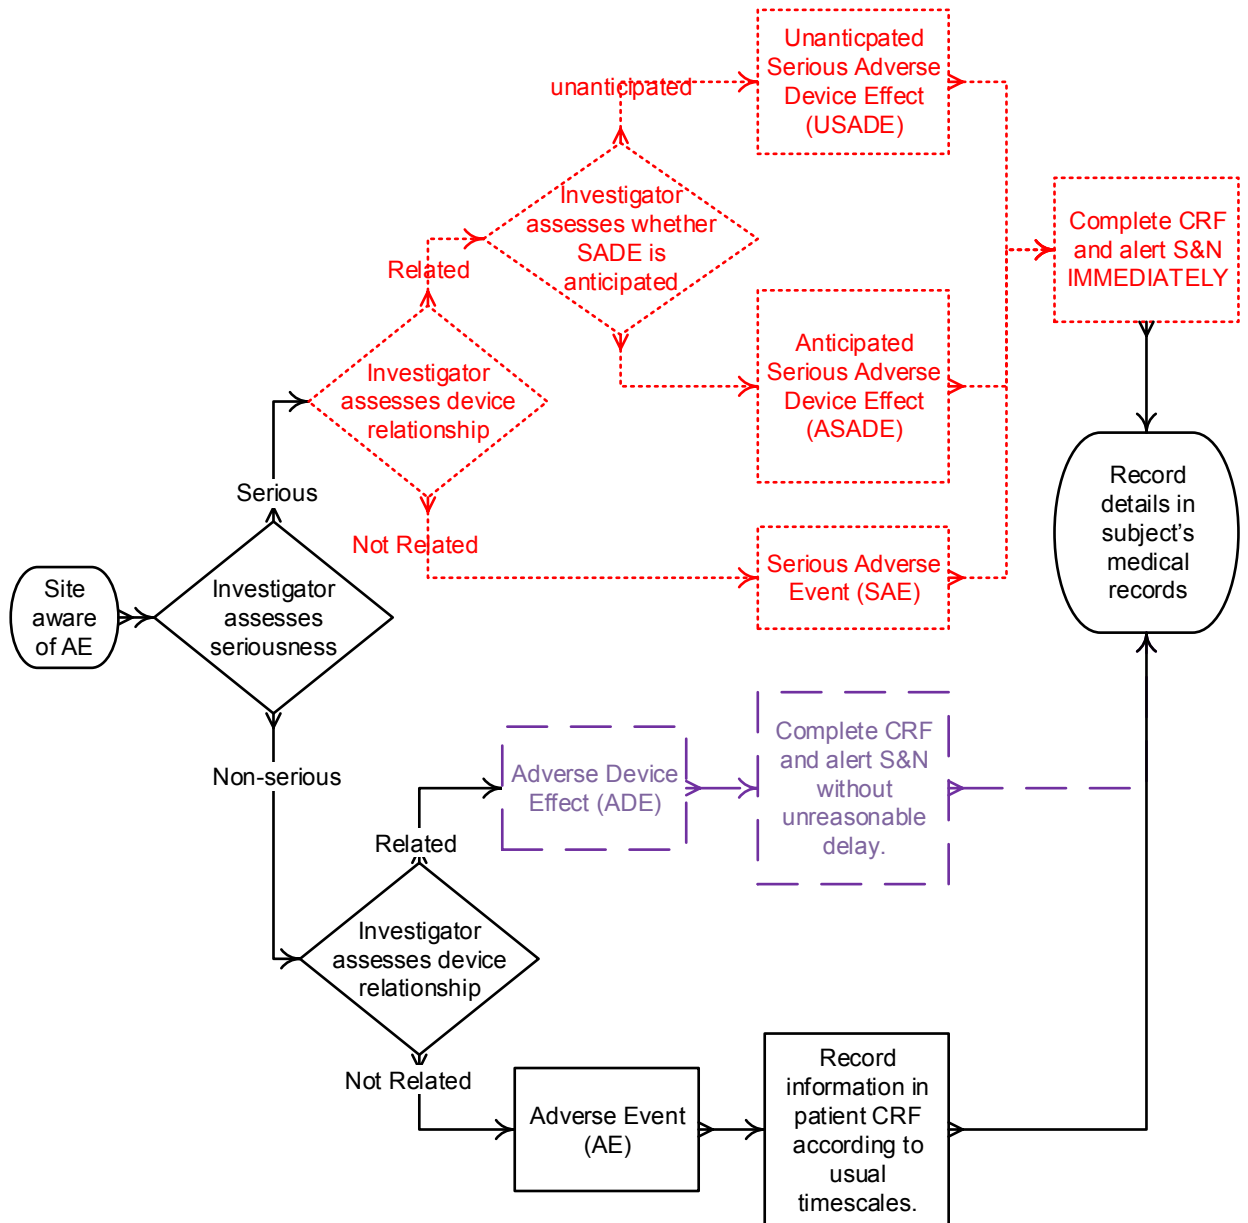 Unanticpated
Serious Adverse
Device Effect
(USADE)
unanticipated
Investigator
assesses whether
SADE is
anticipated
Complete CRF
and alert S&N
IMMEDIATELY
Related
Anticipated
Serious Adverse
Device Effect
(ASADE)
Investigator
assesses device
relationship
Serious
Not Related
Serious Adverse
Event (SAE)
Record
details in
subject's
medical
records
Site
aware
of AE
Investigator
assesses
seriousness
Non-serious
Adverse Device
Effect (ADE)
Complete CRF
and alert S&N
without
unreasonable
delay.
Related
Investigator
assesses device
relationship
Not Related
Adverse Event
(AE)
Record
information in
patient CRF
according to
usual
timescales.